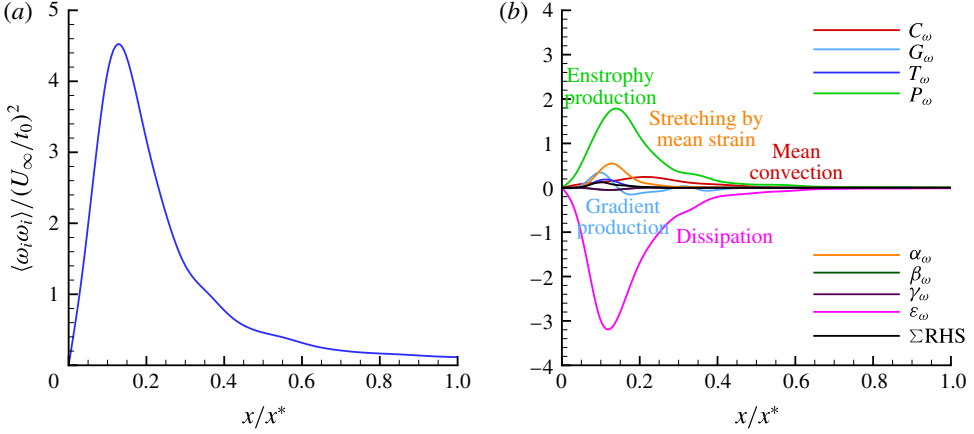 (a)
5
4
3
2
1
0
0.2
0.4
0.6
0.8
1.0
x/x*
⟨ωᵢωᵢ⟩/(U∞/t₀)²
(b)
4
3
2
1
0
−1
−2
−3
−4
0
0.2
0.4
0.6
0.8
1.0
x/x*
Enstrophy
production
Stretching by
mean strain
Mean
convection
Gradient
production
Dissipation
C_ω
G_ω
T_ω
P_ω
α_ω
β_ω
γ_ω
ε_ω
ΣRHS